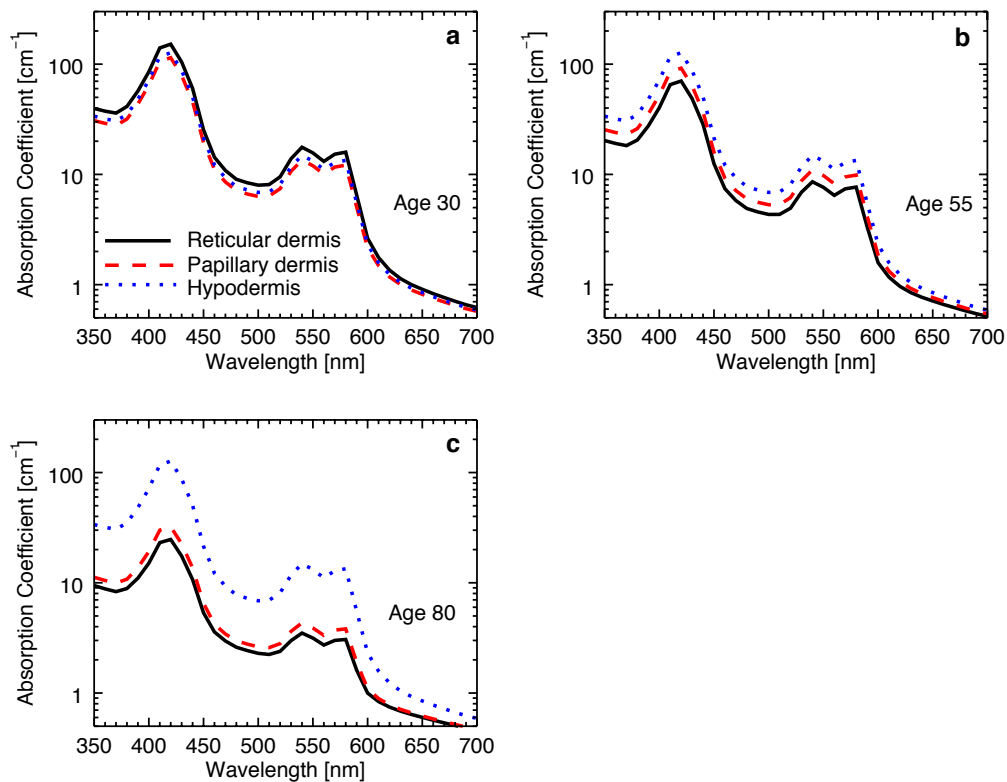 a
Absorption Coefficient [cm⁻¹]
100
10
1
Age 30
Reticular dermis
Papillary dermis
Hypodermis
350 400 450 500 550 600 650 700
Wavelength [nm]
b
Absorption Coefficient [cm⁻¹]
100
10
1
Age 55
350 400 450 500 550 600 650 700
Wavelength [nm]
c
Absorption Coefficient [cm⁻¹]
100
10
1
Age 80
350 400 450 500 550 600 650 700
Wavelength [nm]